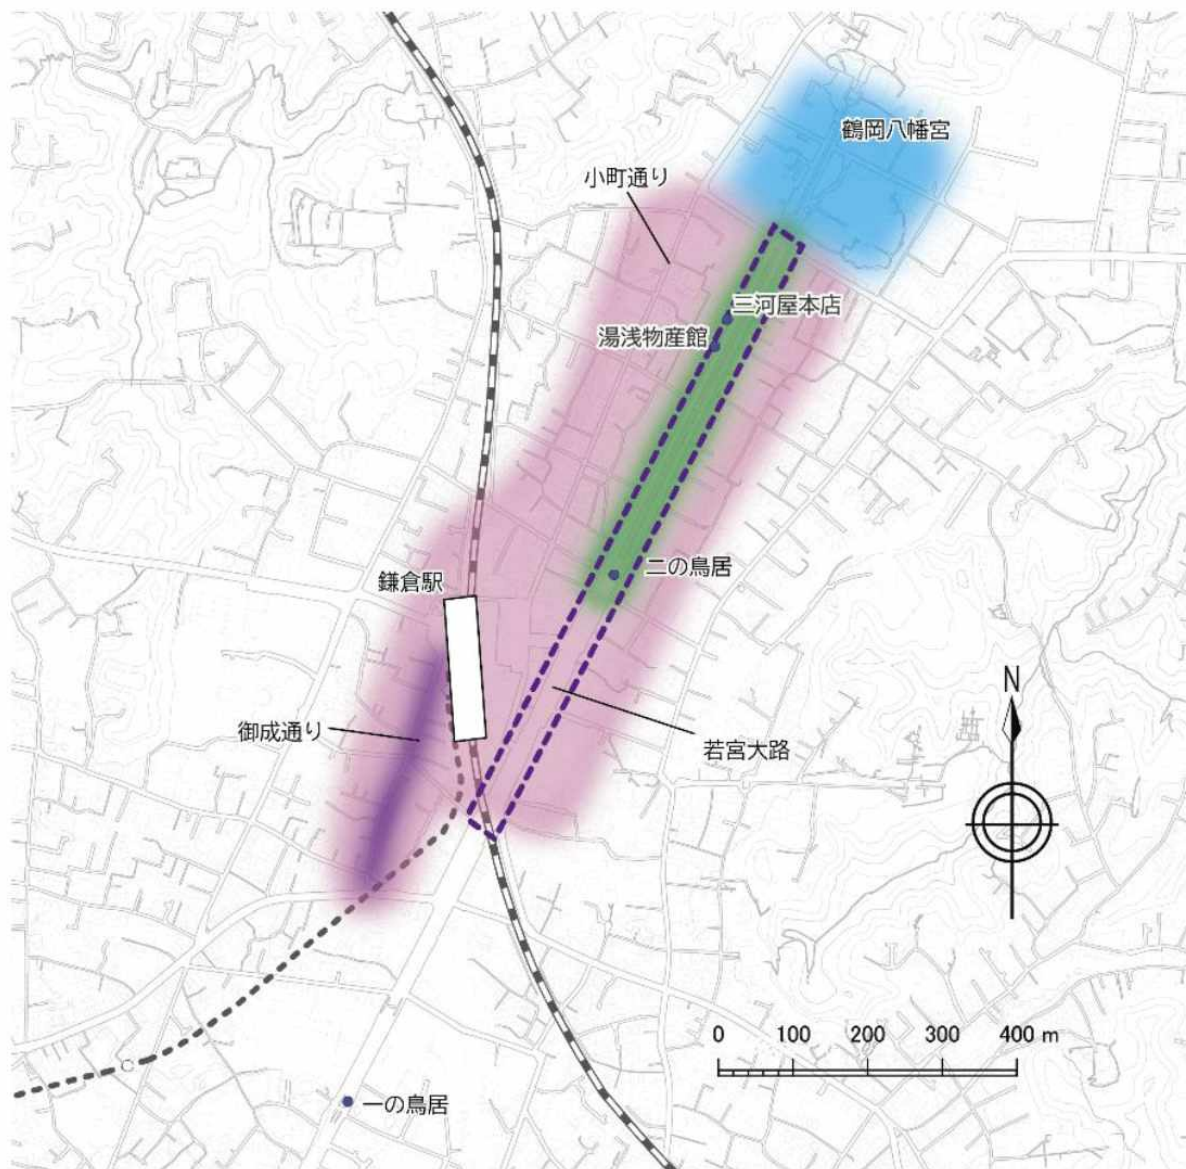 鶴岡八幡宮
小町通り
三河屋本店
湯浅物産館
二の鳥居
鎌倉駅
御成通り
若宮大路
N
0 100 200 300 400 m
一の鳥居